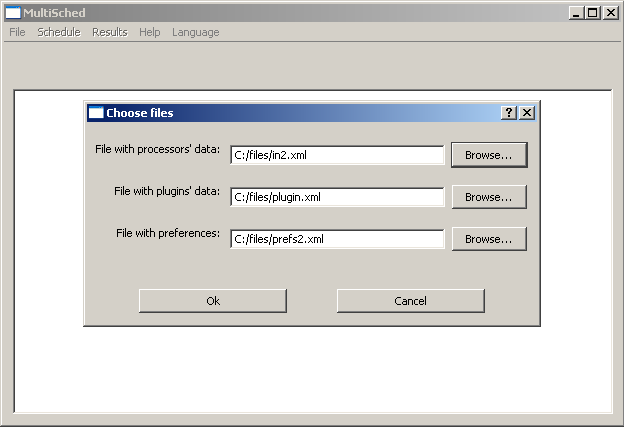 MultiSched
File Schedule Results Help Language
Choose files
File with processors' data: C:/files/in2.xml Browse...
File with plugins' data: C:/files/plugin.xml Browse...
File with preferences: C:/files/prefs2.xml Browse...
Ok Cancel